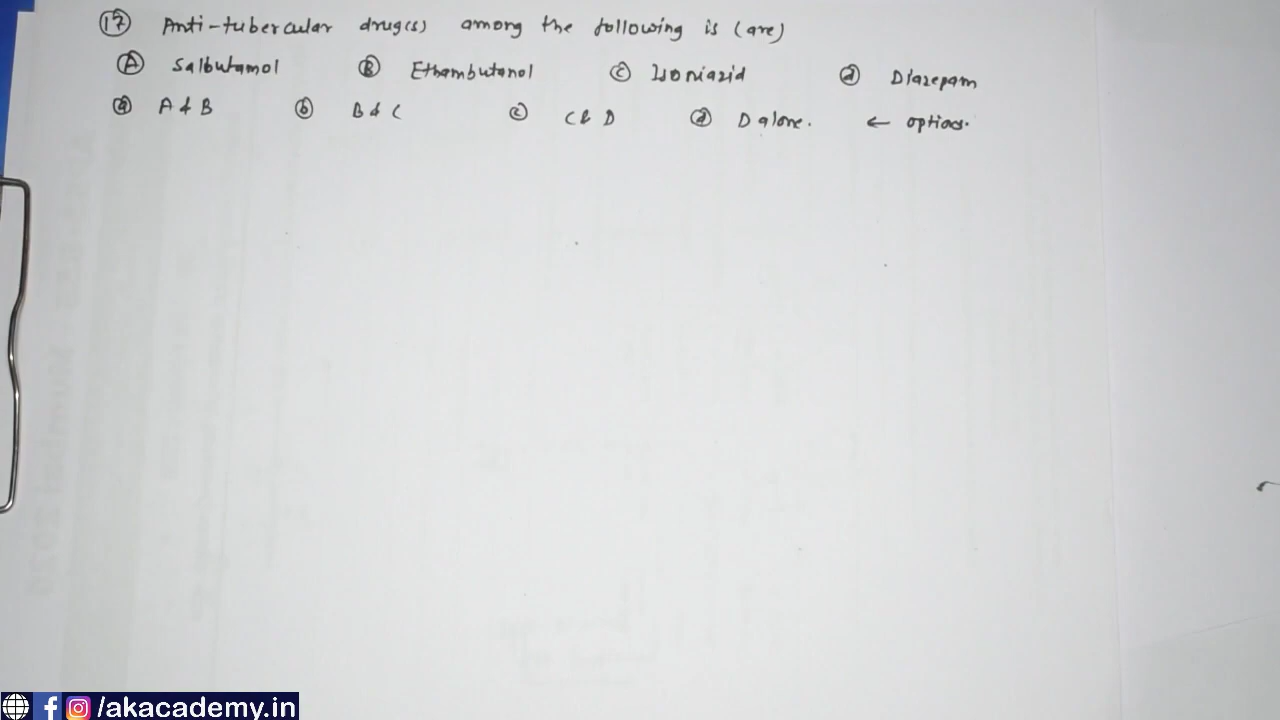 (17) Anti-tubercular drug(s) among the following is (are)
(A) Salbutamol (B) Ethambutanol (C) Isoniazid (d) Diazepam
(a) A & B (b) B & C (c) C & D (d) D alone. ← options.
/akacademy.in